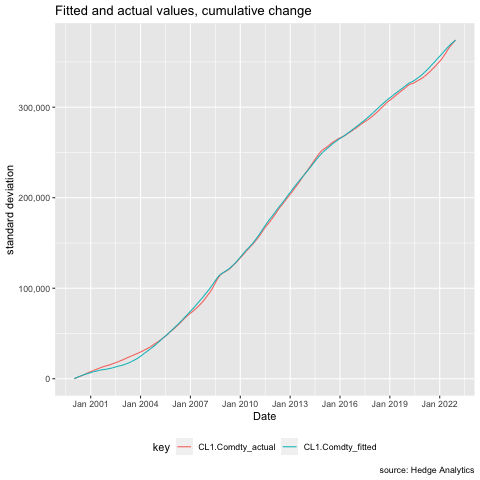 Fitted and actual values, cumulative change
standard deviation
300,000
200,000
100,000
0
Jan 2001 Jan 2004 Jan 2007 Jan 2010 Jan 2013 Jan 2016 Jan 2019 Jan 2022
Date
key CL1.Comdty_actual CL1.Comdty_fitted
source: Hedge Analytics